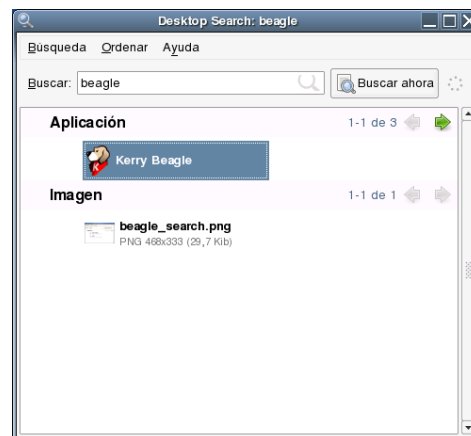 Desktop Search: beagle
Búsqueda Ordenar Ayuda
Buscar: beagle Buscar ahora
Aplicación 1-1 de 3
Kerry Beagle
Imagen 1-1 de 1
beagle_search.png
PNG 468x333 (29,7 Kib)